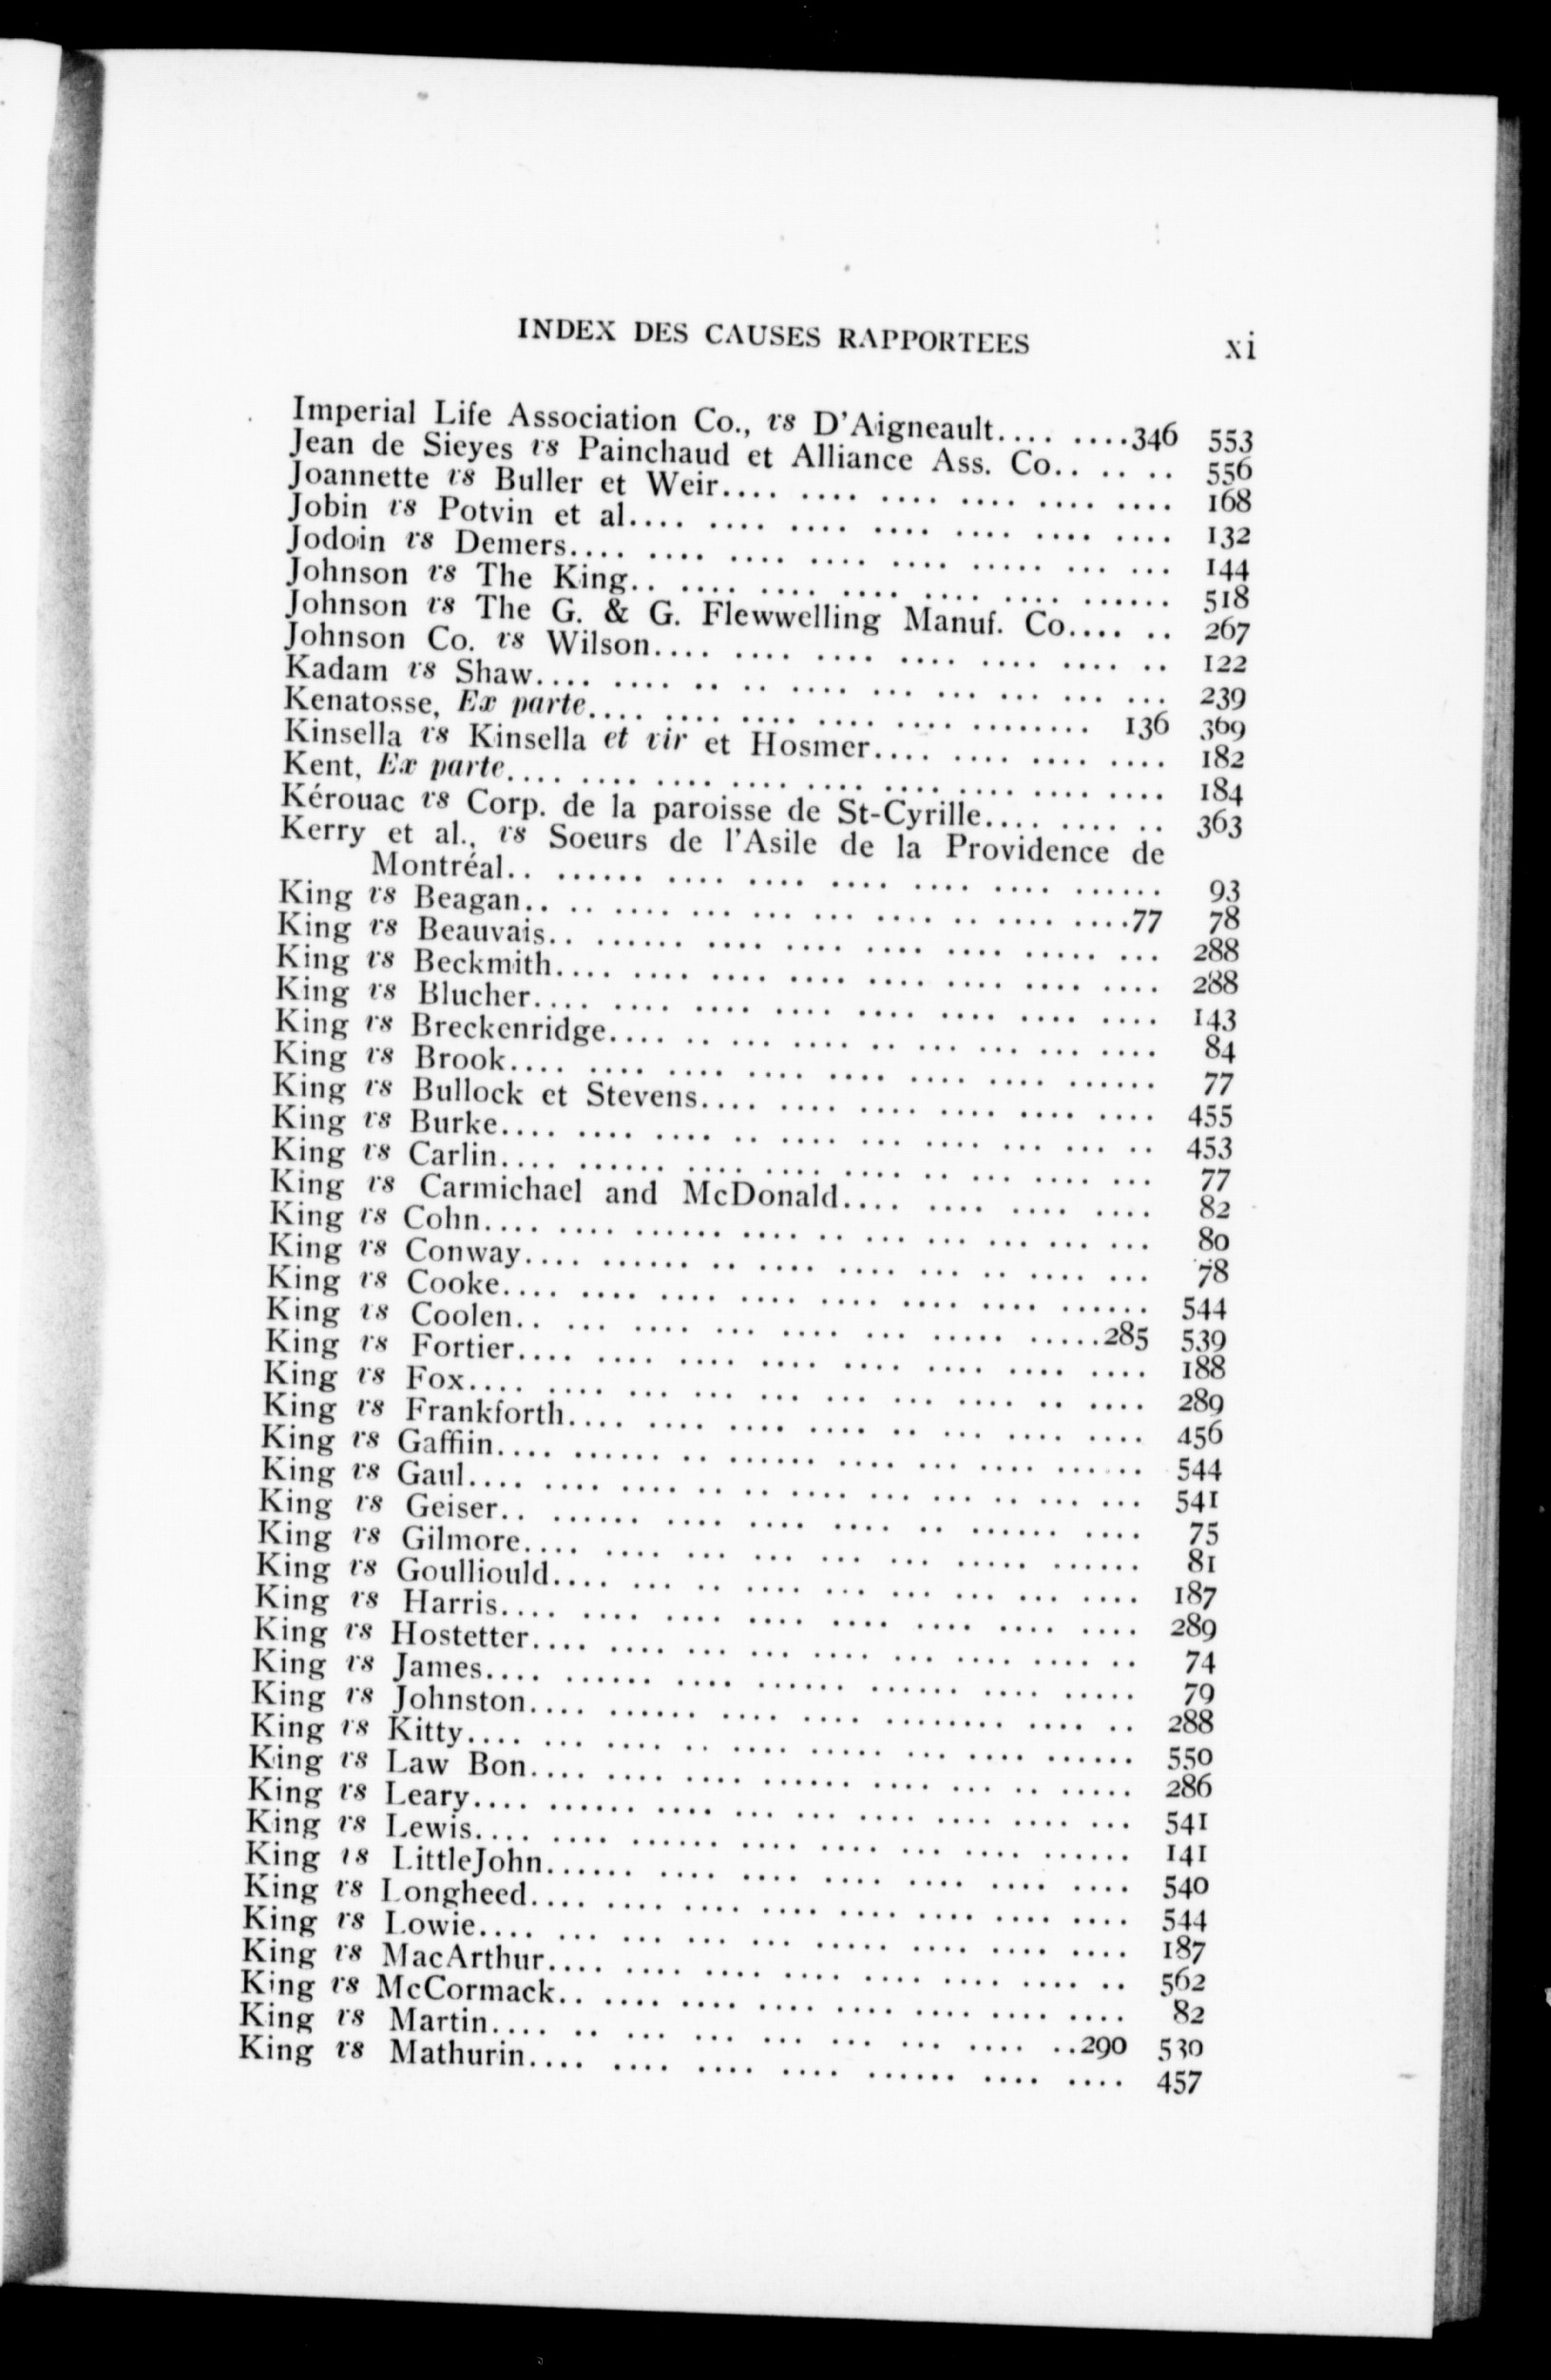 INDEX DES CAUSES RAPPORTEES xi
Imperial Life Association Co., vs D'Aigneault.... ....346 553
Jean de Sieyes vs Painchaud et Alliance Ass. Co.. .. .. 556
Joannette vs Buller et Weir.... .... .... .... .... .... 168
Jobin vs Potvin et al.... .... .... .... .... .... .... 132
Jodoin vs Demers.... .... .... .... .... ..... ... ... 144
Johnson vs The King.. .... .... .... .... .... ...... 518
Johnson vs The G. & G. Flewwelling Manuf. Co.... .. 267
Johnson Co. vs Wilson.... .... .... .... .... .... .. 122
Kadam vs Shaw.... .... .. .. .... ... ... ... ... ... 239
Kenatosse, Ex parte.... .... .... .... .... ........ 136 369
Kinsella vs Kinsella et vir et Hosmer.... .... .... .... 182
Kent, Ex parte.... .... .... .... .... .... .... .... .... 184
Kérouac vs Corp. de la paroisse de St-Cyrille.... .... .. 363
Kerry et al., vs Soeurs de l'Asile de la Providence de
Montréal.. ...... .... .... .... .... .... ...... 93
King vs Beagan.. .. .... ... ... ... .... .. .... ....77 78
King vs Beauvais.. ...... .... .... .... .... ..... ... 288
King vs Beckmith.... .... .... .... .... .... .... .... 288
King vs Blucher.... .... .... .... .... .... .... .... 143
King vs Breckenridge.... .. ... .... .. ... ... ... .... 84
King vs Brook.... .... .... .... .... .... .... ...... 77
King vs Bullock et Stevens.... .... .... .... .... .... 455
King vs Burke.... .... .... .. .... ... .... ... ... .. 453
King vs Carlin.... ...... .... .... .... .. ... .... ... 77
King vs Carmichael and McDonald.... .... .... .... 82
King vs Cohn.... .... ...... .... .. ... ... ... ... ... 80
King vs Conway.... ...... .. .... .... ... .. .... ... 78
King vs Cooke.... .... .... .... .... .... .... ...... 544
King vs Coolen.. ... .... ... .... ... ..... .....285 539
King vs Fortier.... .... .... .... .... .... .... .... 188
King vs Fox.... .... ... ... ... ... ... .... .. .... 289
King vs Frankforth.... .... .... .... .. ... .... .... 456
King vs Gaffiin.... ...... .. ...... .... ... .... ...... 544
King vs Gaul.... .... .... .. .. .... ... ... .. ... ... 541
King vs Geiser.. ...... .... .... .... .. ...... .... 75
King vs Gilmore.... .... ... ... ... ... ..... ...... 81
King vs Goulliould.... ... .. .... ... ... ... ... .... 187
King vs Harris.... .... .... .... .... .... .... .... 289
King vs Hostetter.... .... ... ... .... ... .... .... .. 74
King vs James.... ...... .... ...... ...... .... ..... 79
King vs Johnston.... ...... .... .... ........ .... .. 288
King vs Kitty.... ... .... .. .... ..... ... .... ...... 550
King vs Law Bon.... .... .... ...... .... ... .. ..... 286
King vs Leary.... ...... .... ... ... .... .... .... ... 541
King vs Lewis.... .... ...... .... .... ... .... ...... 141
King vs LittleJohn...... .... .... .... .... .... .... 540
King vs Longheed.... .... .... .... .... .... .... .... 544
King vs Lowie.... ... ... ... ... ..... .... .... .... 187
King vs MacArthur.... .... .... .... .... .... .... .. 562
King vs McCormack.. .... .... .... .... .... .... .... 82
King vs Martin.... .. ... ... ... ... ... .... ..290 530
King vs Mathurin.... .... .... .... ...... .... .... 457